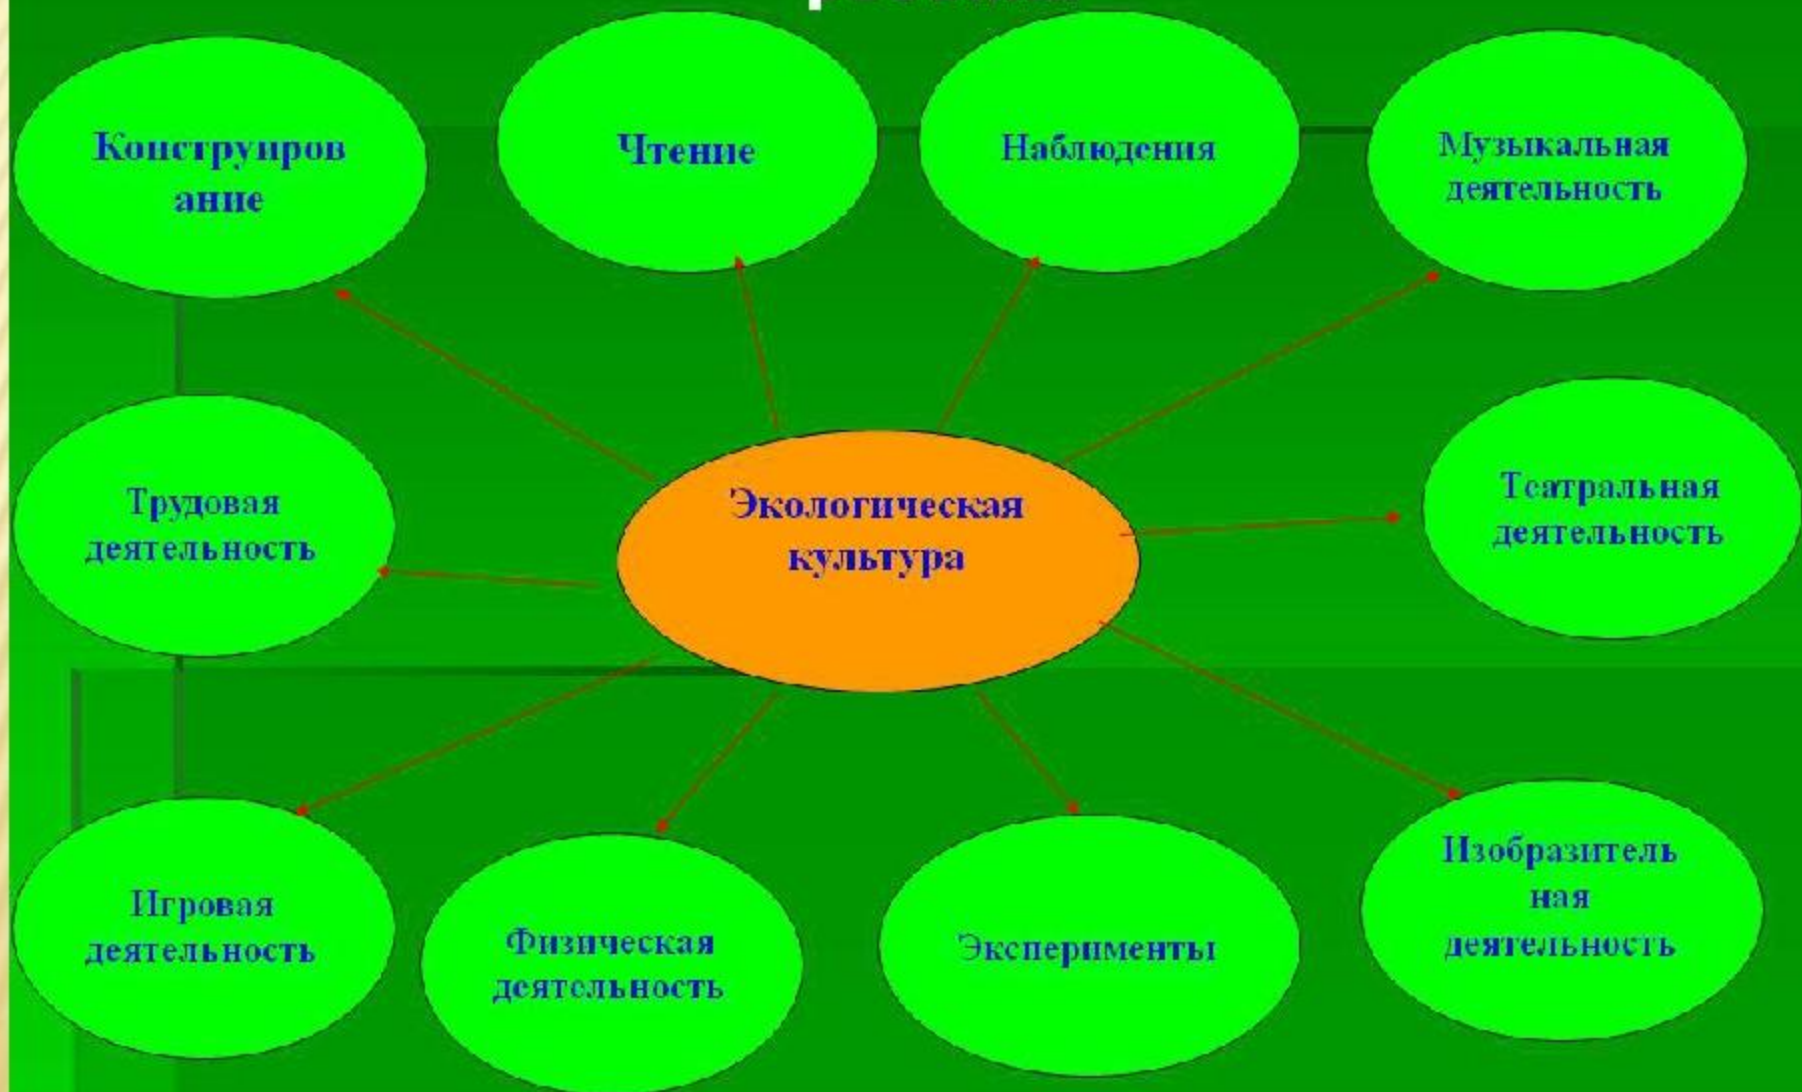 Конструиров
ание
Чтение
Наблюдения
Музыкальная
деятельность
Трудовая
деятельность
Экологическая
культура
Театральная
деятельность
Игровая
деятельность
Физическая
деятельность
Эксперименты
Изобразитель
ная
деятельность